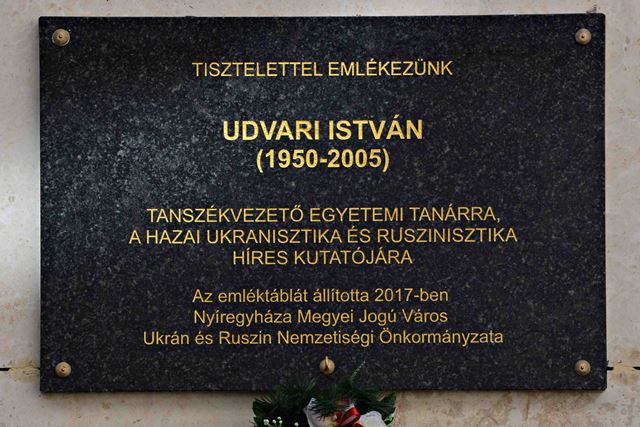 TISZTELETTEL EMLÉKEZÜNK
UDVARI ISTVÁN
(1950-2005)
TANSZÉKVEZETŐ EGYETEMI TANÁRRA,
A HAZAI UKRANISZTIKA ÉS RUSZINISZTIKA
HÍRES KUTATÓJÁRA
Az emléktáblát állította 2017-ben
Nyíregyháza Megyei Jogú Város
Ukrán és Ruszin Nemzetiségi Önkormányzata